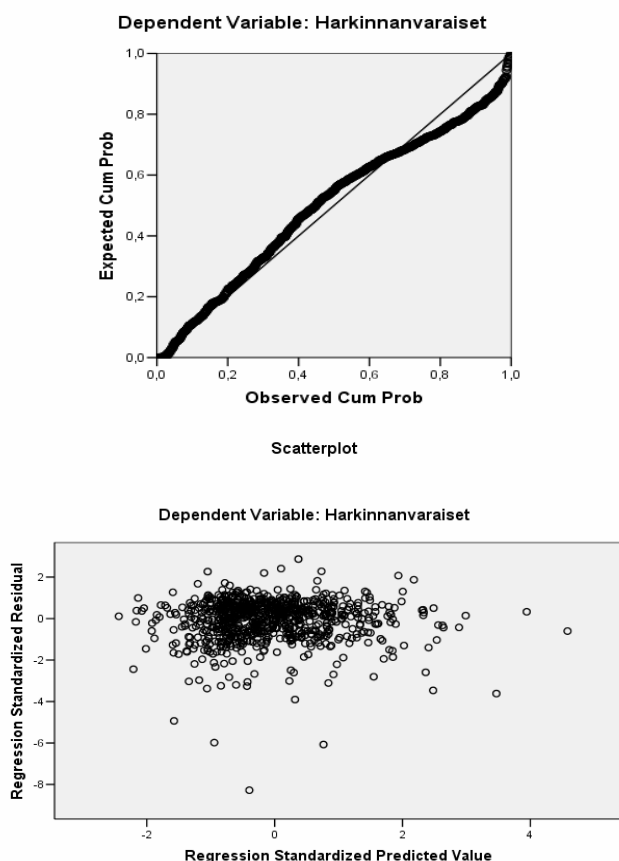 Dependent Variable: Harkinnanvaraiset
1,0
0,8
0,6
0,4
0,2
0,0
Expected Cum Prob
0,0 0,2 0,4 0,6 0,8 1,0
Observed Cum Prob
Scatterplot
Dependent Variable: Harkinnanvaraiset
Regression Standardized Residual
2
0
-2
-4
-6
-8
-2 0 2 4
Regression Standardized Predicted Value